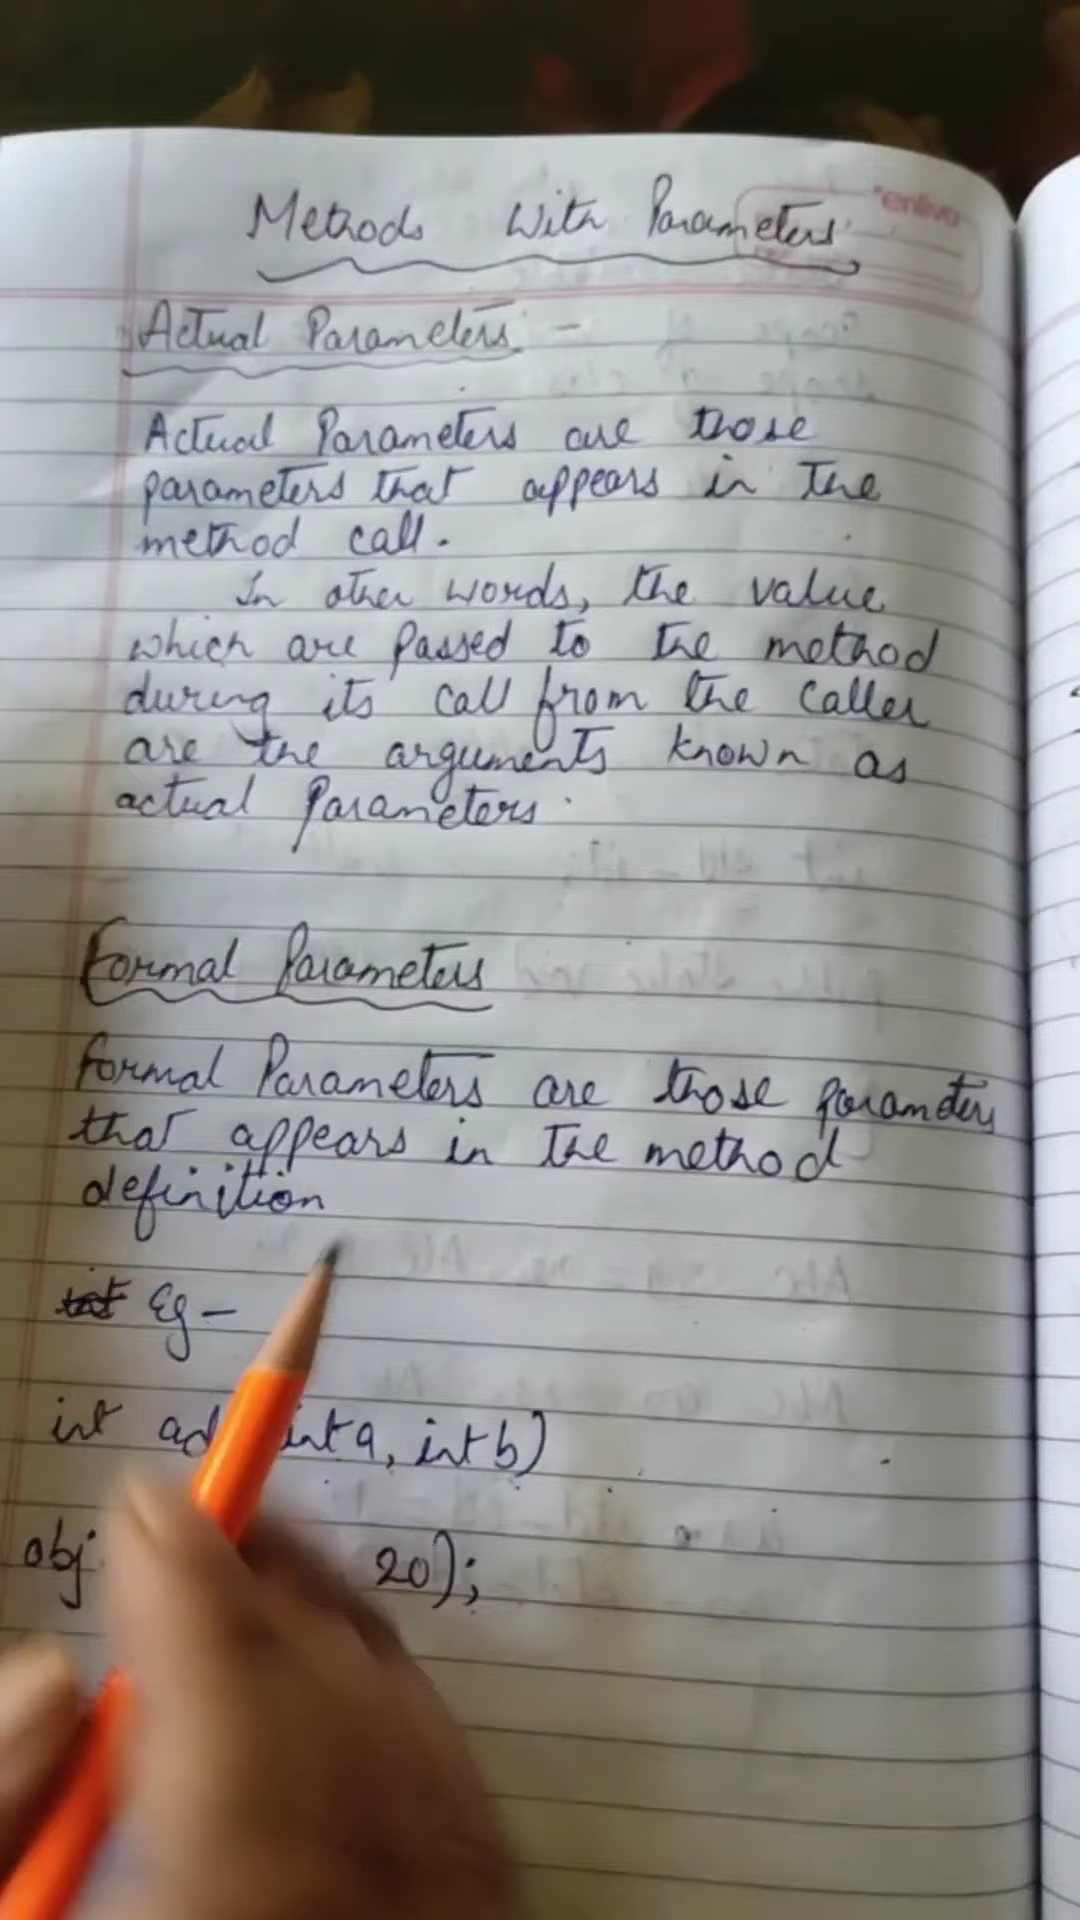 Methods With Parameters
enlivo
Actual Parameters -
Actual Parameters are those
parameters that appears in the
method call.
In other words, the value
which are passed to the method
during its call from the caller
are the arguments known as
actual Parameters.
Formal Parameters
Formal Parameters are those parameters
that appears in the method
definition
int Eg -
int ad int a, int b)
obj 20);